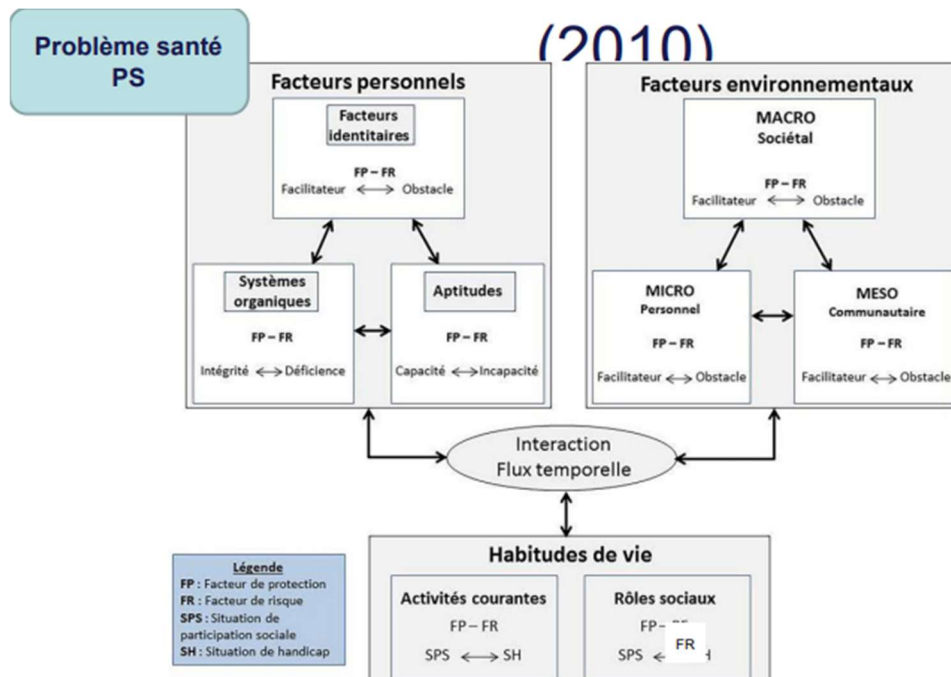 Problème santé
PS
(2010)
Facteurs personnels
Facteurs
identitaires
FP – FR
Facilitateur ⟷ Obstacle
Systèmes
organiques
FP – FR
Intégrité ⟷ Déficience
Aptitudes
FP – FR
Capacité ⟷ Incapacité
Facteurs environnementaux
MACRO
Sociétal
FP – FR
Facilitateur ⟷ Obstacle
MICRO
Personnel
FP – FR
Facilitateur ⟷ Obstacle
MESO
Communautaire
FP – FR
Facilitateur ⟷ Obstacle
Interaction
Flux temporelle
Habitudes de vie
Activités courantes
FP – FR
SPS ⟷ SH
Rôles sociaux
FP –
FR
SPS
Légende
FP : Facteur de protection
FR : Facteur de risque
SPS : Situation de
participation sociale
SH : Situation de handicap